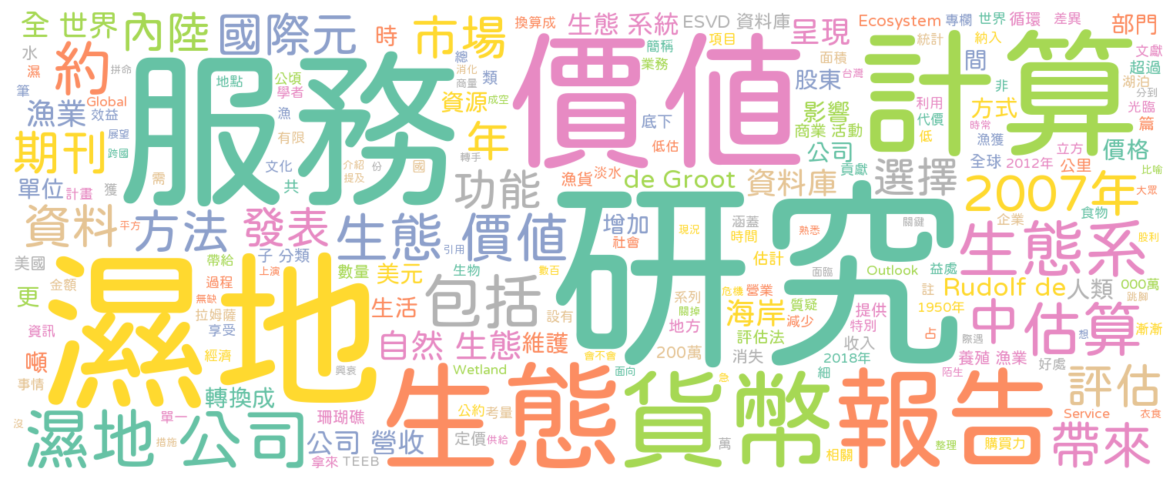 全 世界 內陸 國際元 時 市場 換算成 生態 系統 ESVD 資料庫 呈現 Ecosystem 專欄 世界 循環 差異 部門
水 濕 拼命 約 服務 地點 公頃 學者 總 消化 商量 類 簡稱 項目 業務 價值 面積 股東 台灣 計算 統計 納入 間 文獻 超過 湖泊 分到
筆 漁業 Global 效益 漁 資源 底下 影響 利用 代價 方式 非 光臨 篇
展望 跨國 期刊 有限 年 低估 商業 活動 低 漁獲 時常 立方 價格
單位 計畫 獲 需 文化 共 介紹 提及 份 國 轉手 功能 漁貨 淡水 de Groot 資料庫 公司 貢獻 選擇 全球 2012年 公里 比喻 大眾
資料 平方 方法 發表 生態 價值 增加 社會 涵蓋 時間 現況 熟悉 關鍵 2007年 企業 食物 股利
美國 帶給 子 分類 引用 研究 估計 面臨 Outlook 益處 生態系
更 金額 過程 上演 無缺 數量 美元 生物 數百 系列 危機 營業 質疑 註 Rudolf de 人類 000萬 跳腳
濕地 拉姆薩 享受 生活 包括 設有 關掉 海岸 減少 提供 特別 1950年 中 估算
資訊 噸 經濟 興衰 自然 生態 維護 地方 評估法 收入 占 際遇 想 漸漸
事情 轉換成 Wetland 會不會 200萬 面向 消失 急 2018年 細 陌生 養殖 漁業 好處 評估
沒 濕地 公司 單一 措施 拿來 珊瑚礁 公司 營收 TEEB 生態 公約 考量 定價 供給 成空 貨幣 萬 相關 報告 整理 Service 衣食 購買力 帶來